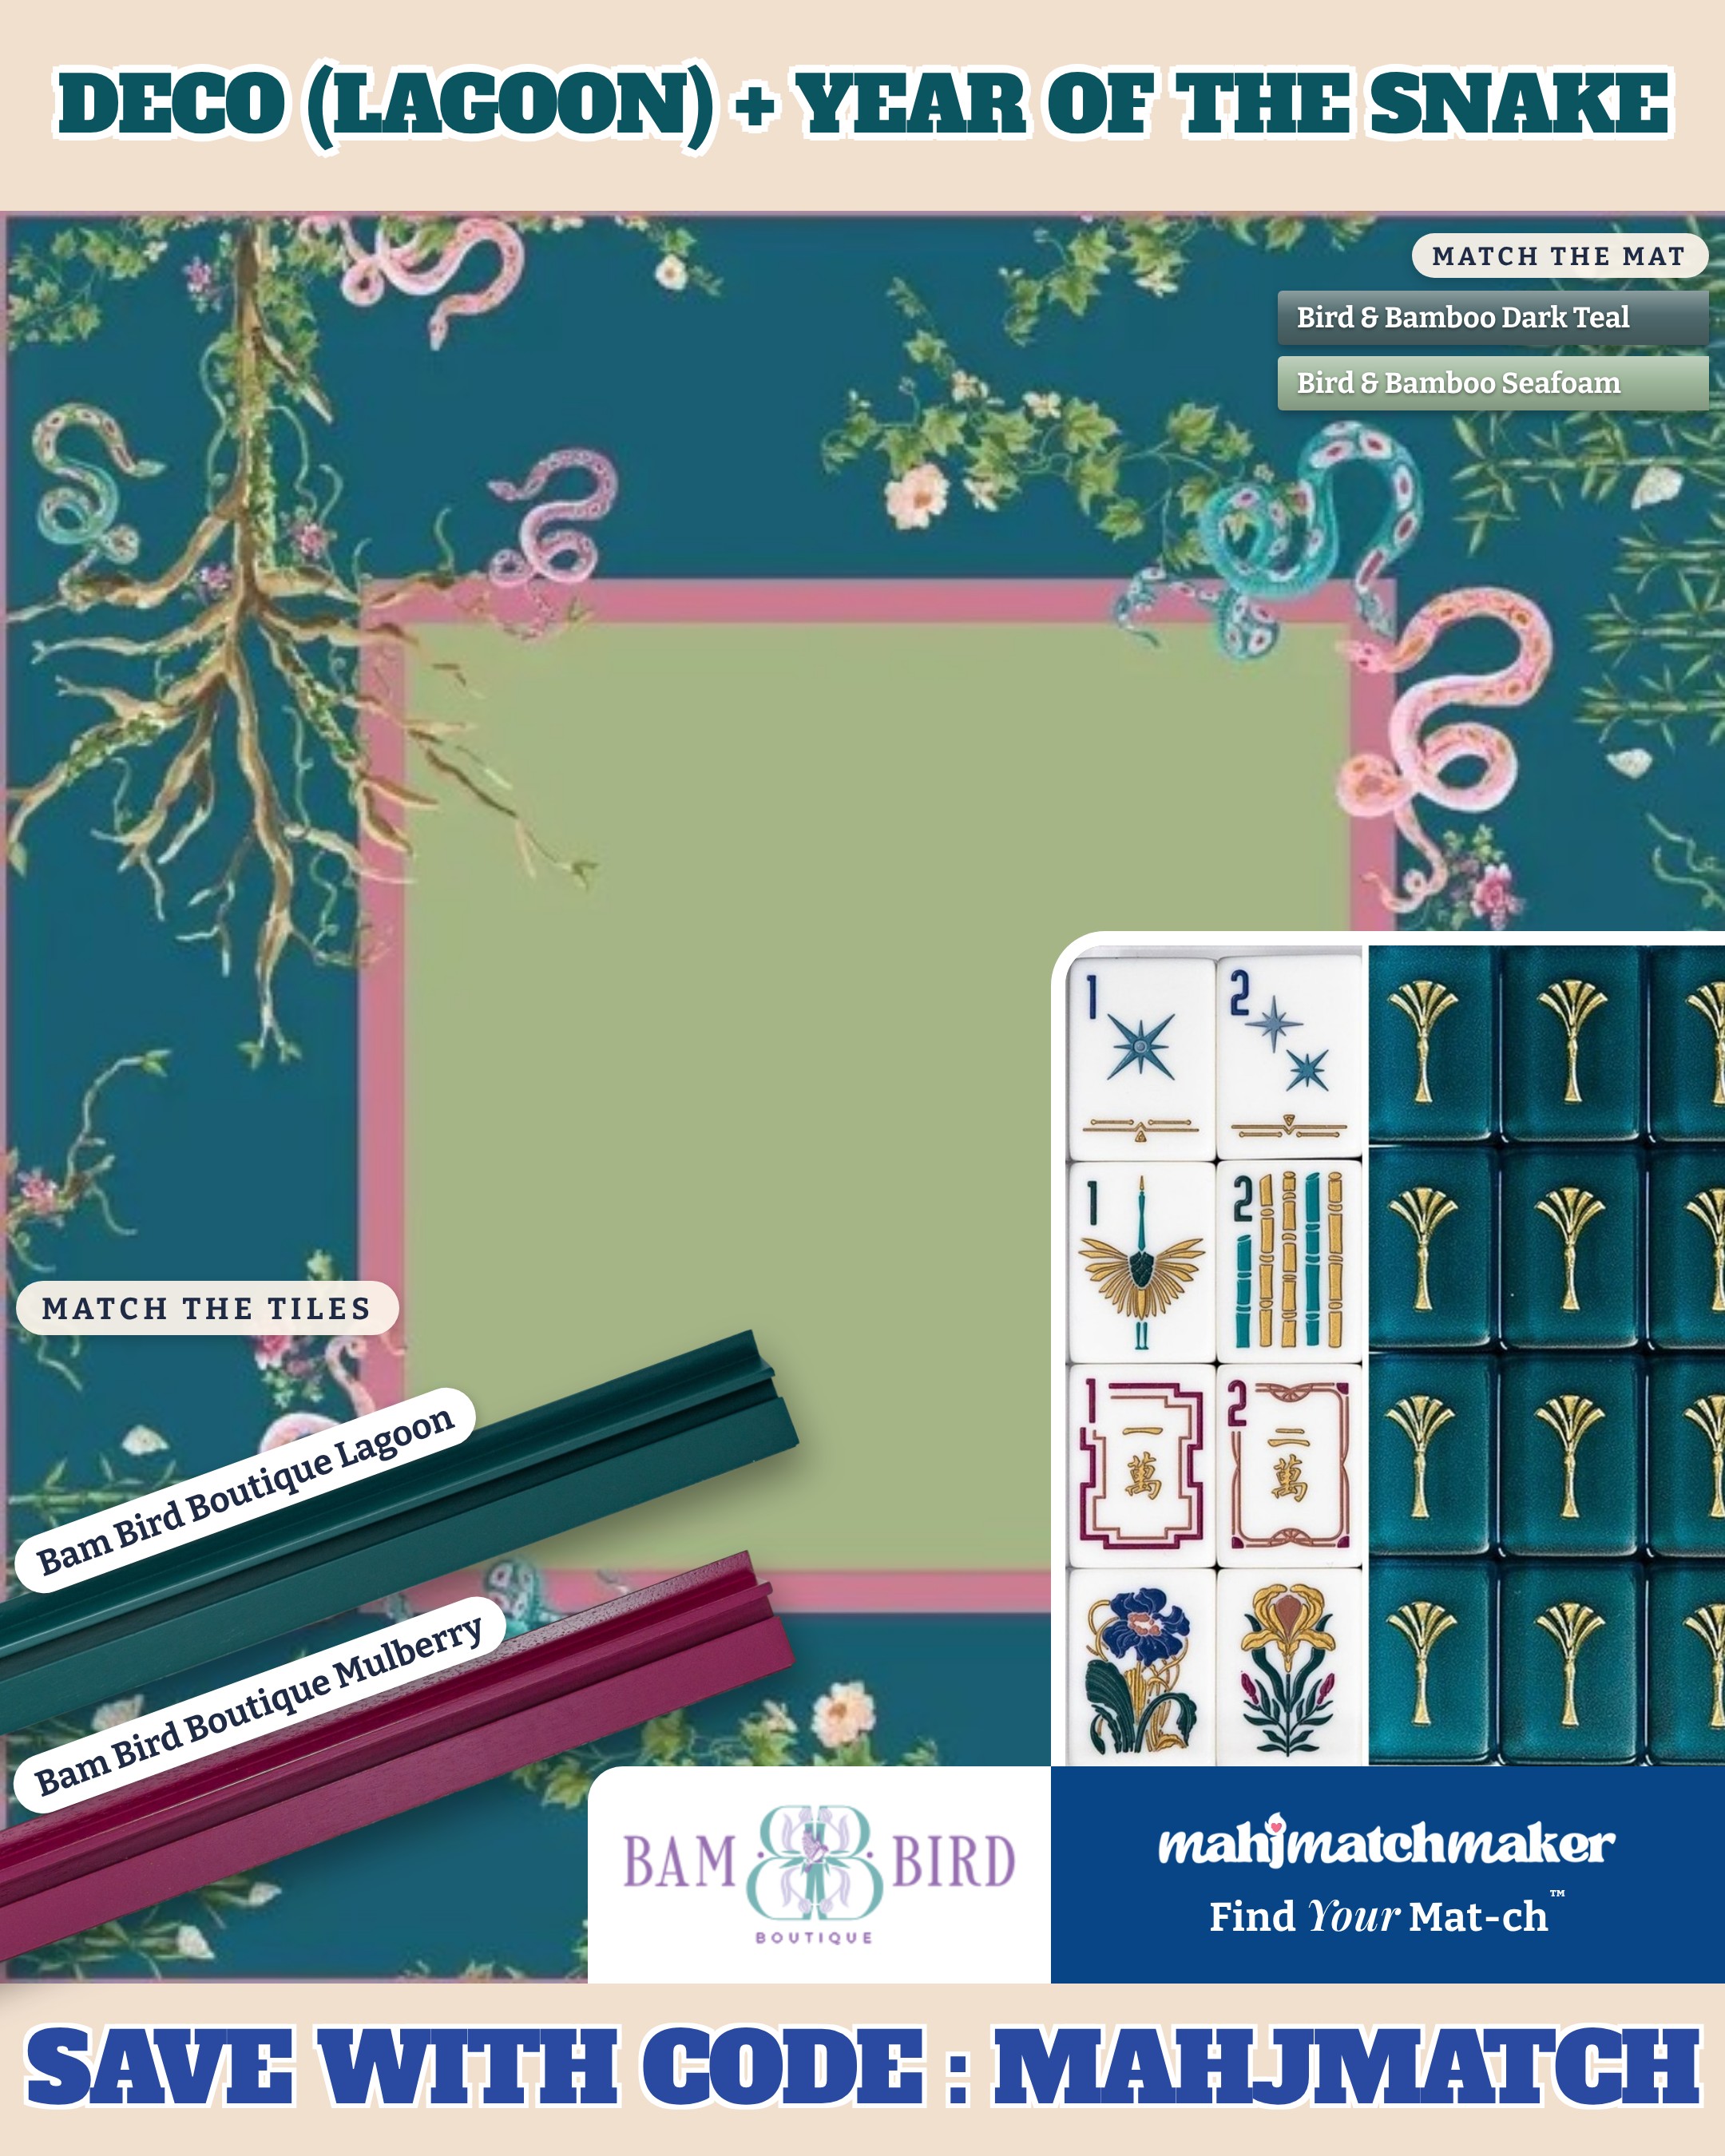 DECO (LAGOON) + YEAR OF THE SNAKE
MATCH THE MAT
Bird & Bamboo Dark Teal
Bird & Bamboo Seafoam
1
2
1
2
1
2
一
萬
二
萬
MATCH THE TILES
Bam Bird Boutique Lagoon
Bam Bird Boutique Mulberry
BAM BIRD
BOUTIQUE
mahjmatchmaker
Find Your Mat-ch™
SAVE WITH CODE : MAHJMATCH